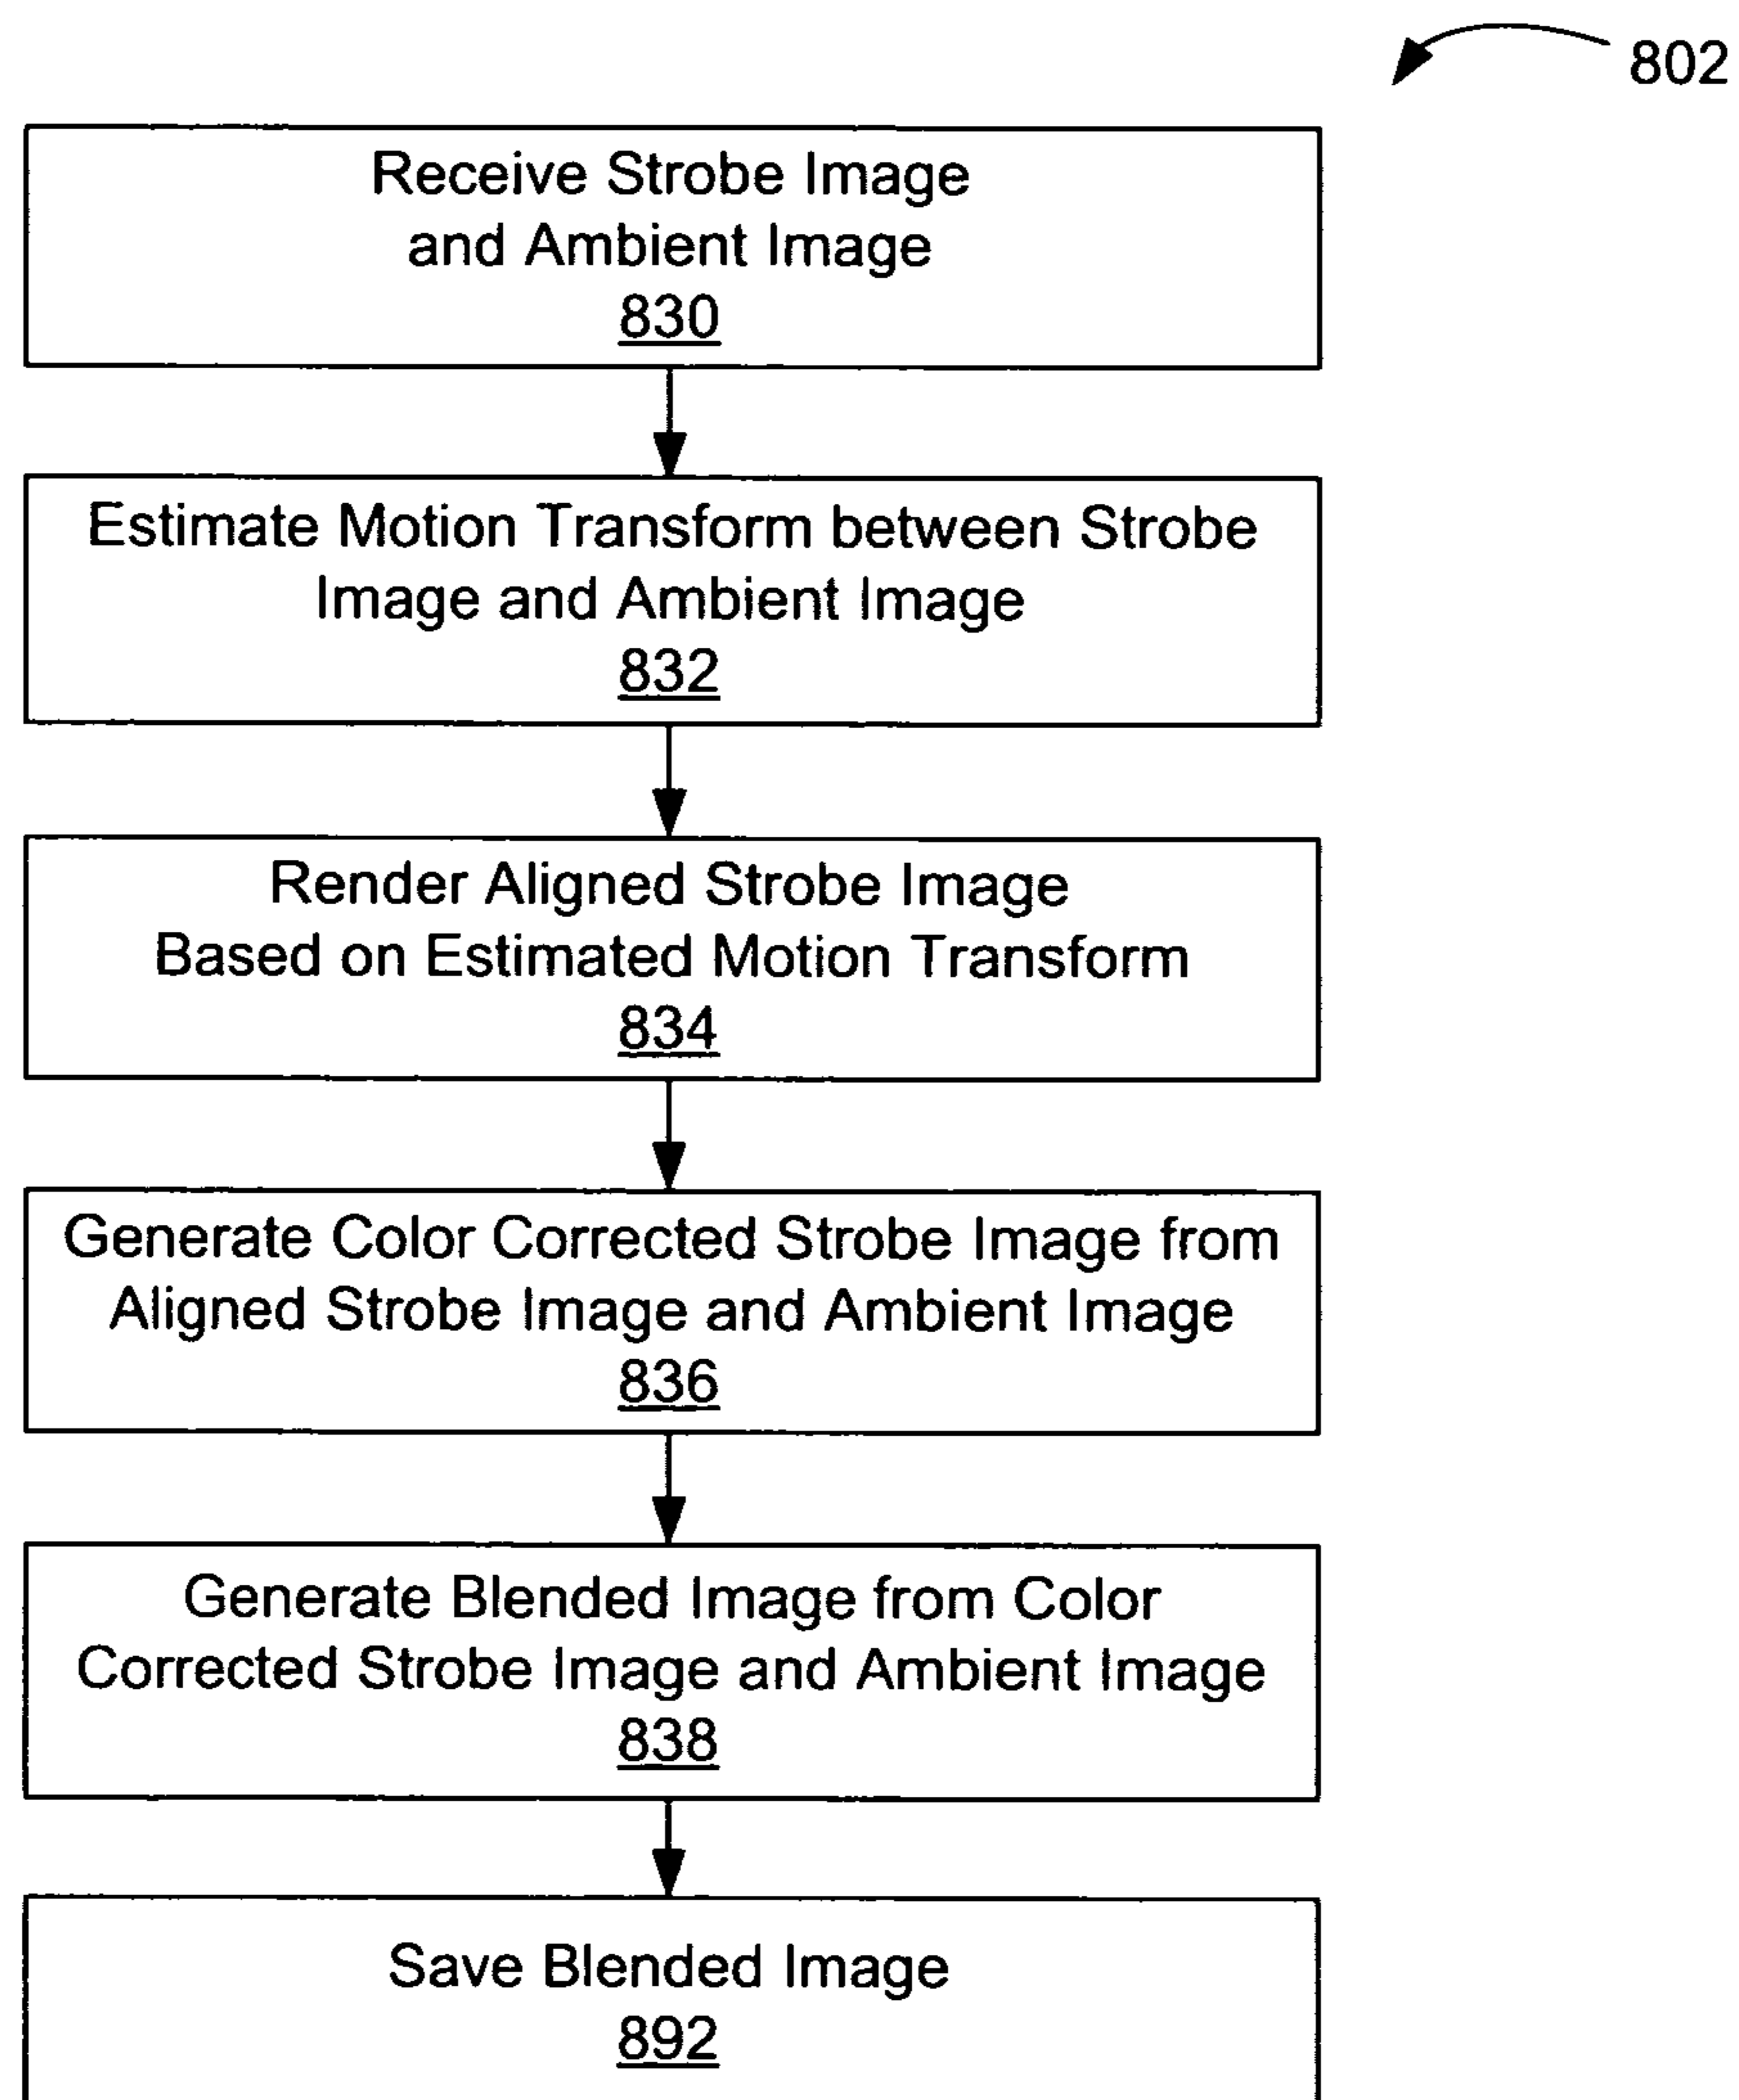 802
Receive Strobe Image
and Ambient Image
830
Estimate Motion Transform between Strobe
Image and Ambient Image
832
Render Aligned Strobe Image
Based on Estimated Motion Transform
834
Generate Color Corrected Strobe Image from
Aligned Strobe Image and Ambient Image
836
Generate Blended Image from Color
Corrected Strobe Image and Ambient Image
838
Save Blended Image
892